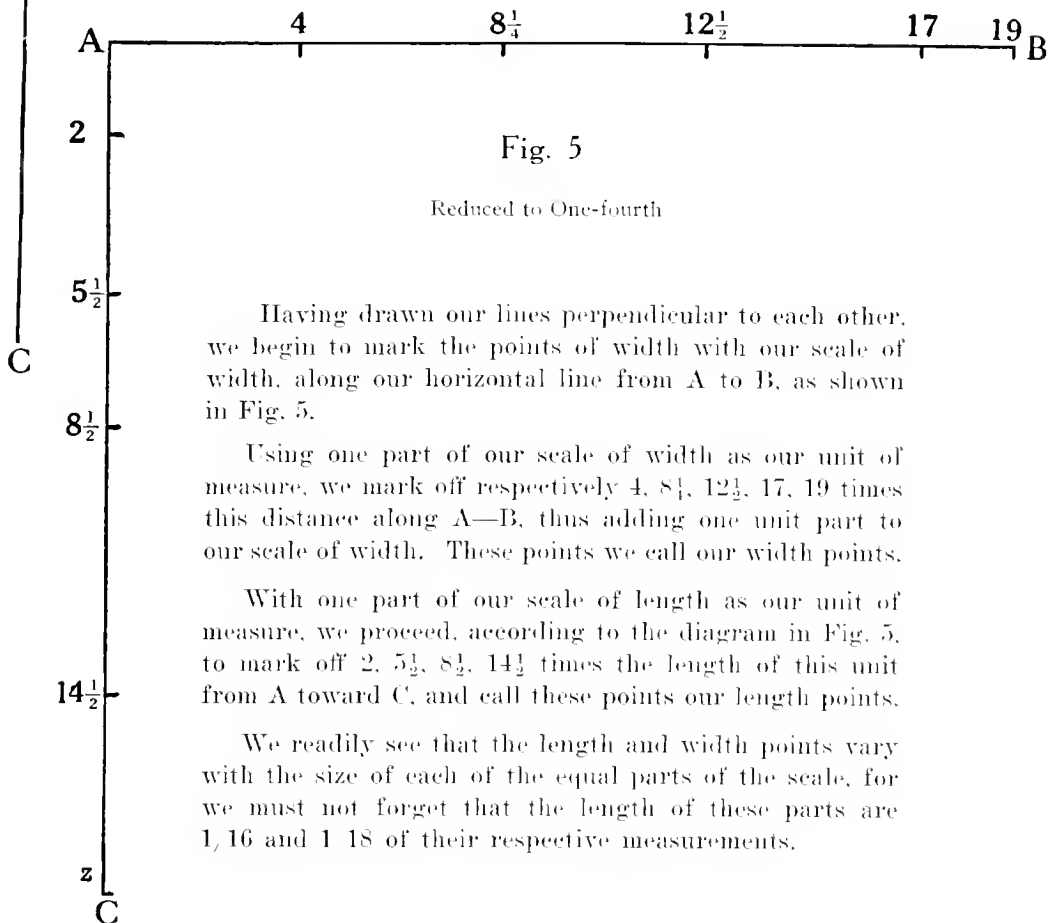 4 8¼ 12½ 17 19
A B
2
Fig. 5
Reduced to One-fourth
5½
C
8½
Having drawn our lines perpendicular to each other,
we begin to mark the points of width with our scale of
width, along our horizontal line from A to B, as shown
in Fig. 5.
Using one part of our scale of width as our unit of
measure, we mark off respectively 4, 8¼, 12½, 17, 19 times
this distance along A—B, thus adding one unit part to
our scale of width. These points we call our width points.
With one part of our scale of length as our unit of
measure, we proceed, according to the diagram in Fig. 5,
to mark off 2, 5½, 8½, 14½ times the length of this unit
from A toward C, and call these points our length points.
14½
We readily see that the length and width points vary
with the size of each of the equal parts of the scale, for
we must not forget that the length of these parts are
1/16 and 1 18 of their respective measurements.
z
C